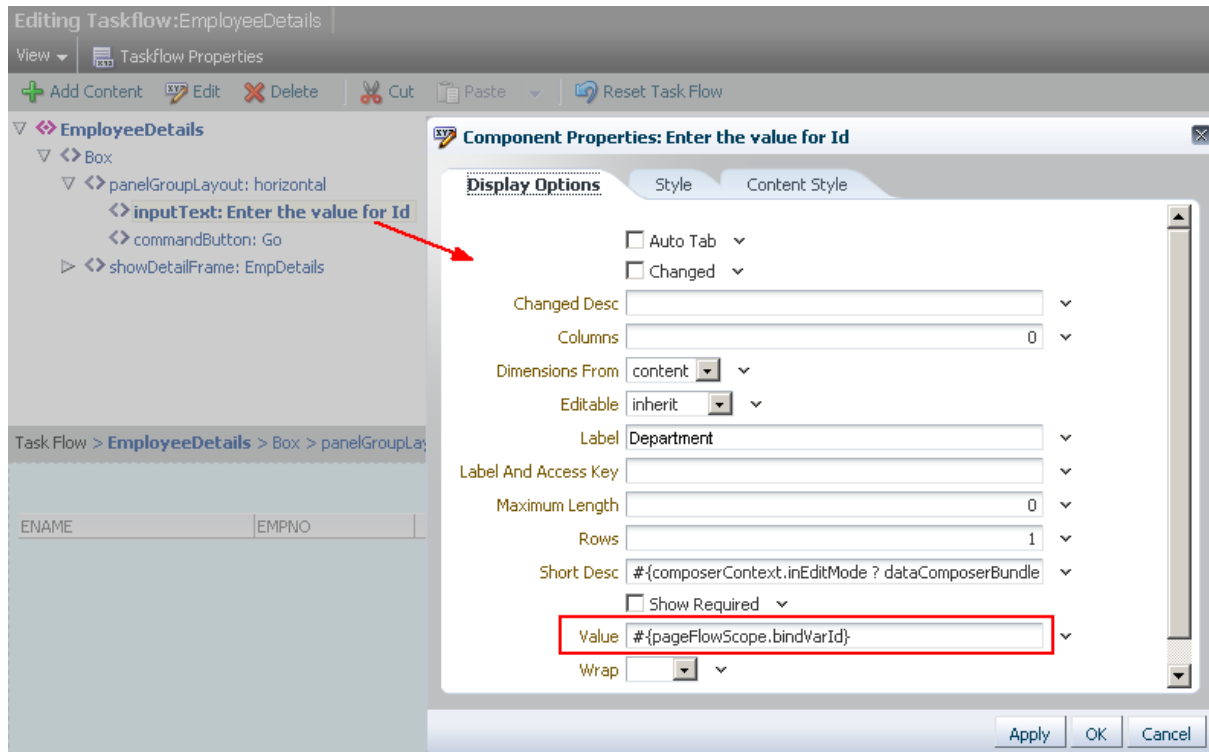 Editing Taskflow:EmployeeDetails
View
Taskflow Properties
Add Content Edit Delete Cut Paste Reset Task Flow
EmployeeDetails
Box
panelGroupLayout: horizontal
inputText: Enter the value for Id
commandButton: Go
showDetailFrame: EmpDetails
Task Flow > EmployeeDetails > Box > panelGroupLay
ENAME EMPNO
Component Properties: Enter the value for Id
Display Options Style Content Style
Auto Tab
Changed
Changed Desc
Columns 0
Dimensions From content
Editable inherit
Label Department
Label And Access Key
Maximum Length 0
Rows 1
Short Desc #{composerContext.inEditMode ? dataComposerBundle
Show Required
Value #{pageFlowScope.bindVarId}
Wrap
Apply OK Cancel